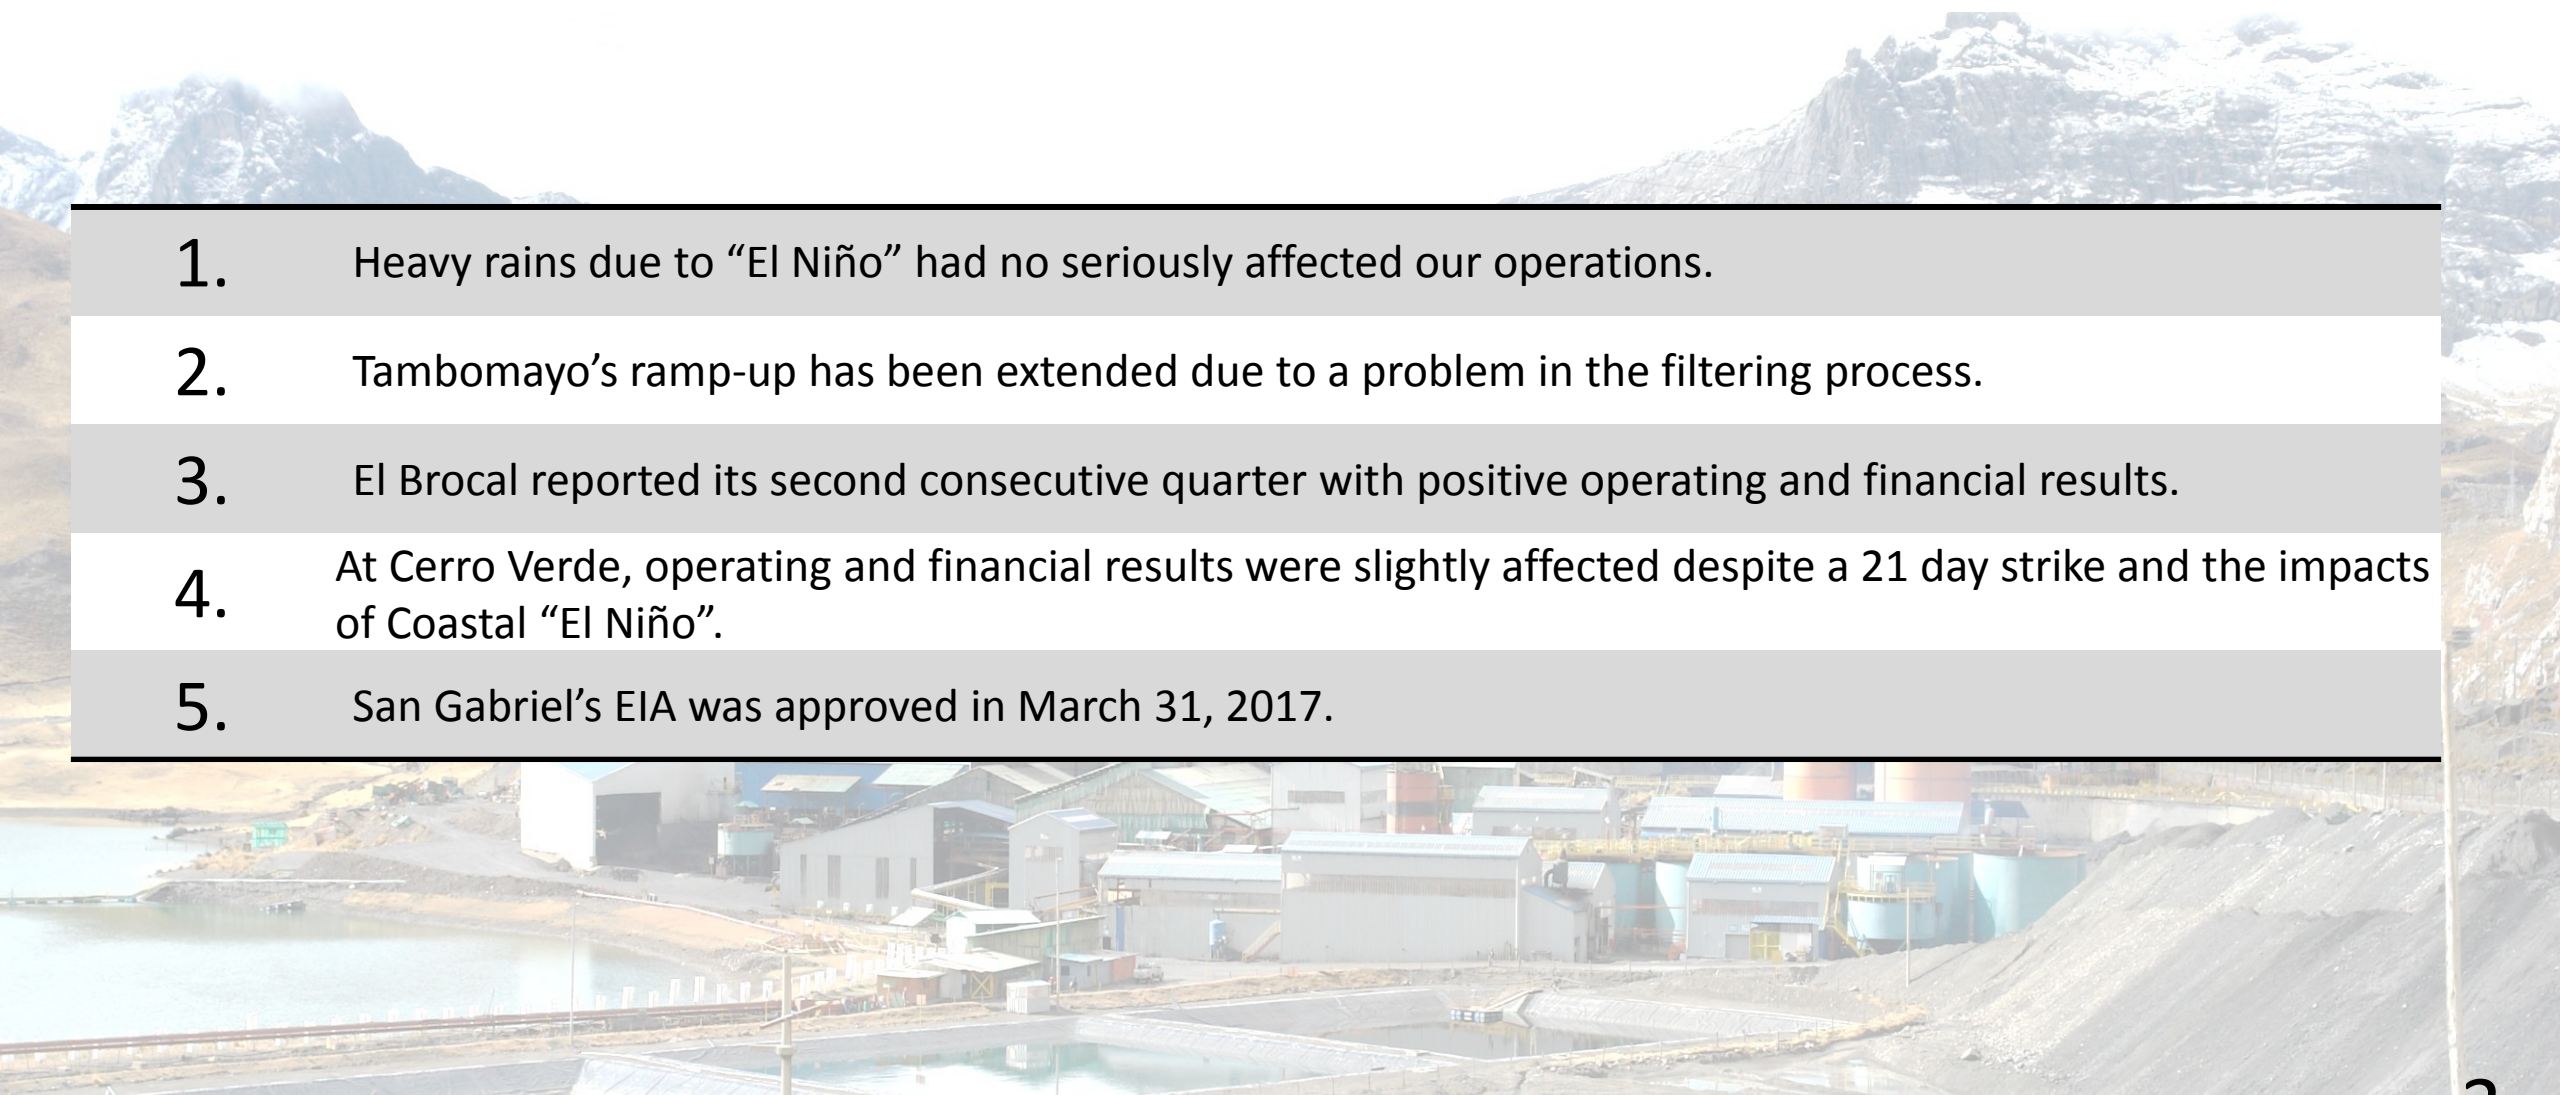 1. Heavy rains due to “El Niño” had no seriously affected our operations.
2. Tambomayo’s ramp-up has been extended due to a problem in the filtering process.
3. El Brocal reported its second consecutive quarter with positive operating and financial results.
4. At Cerro Verde, operating and financial results were slightly affected despite a 21 day strike and the impacts
of Coastal “El Niño”.
5. San Gabriel’s EIA was approved in March 31, 2017.